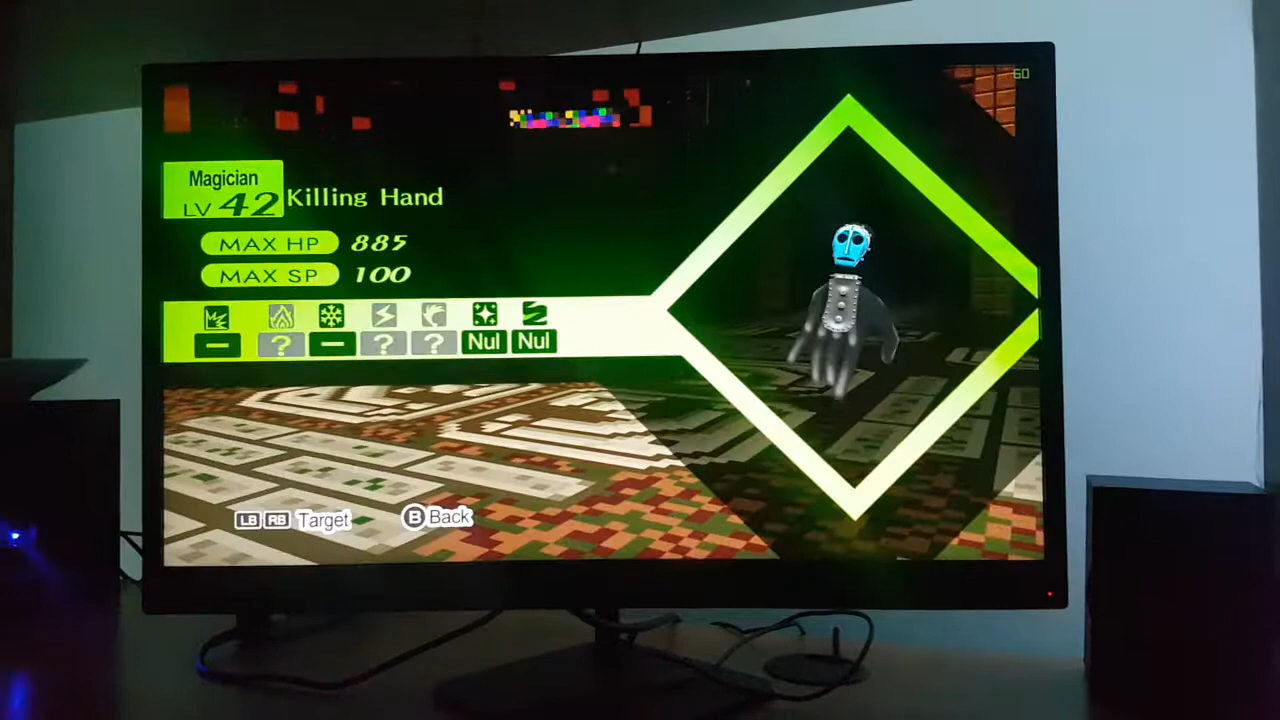 60
Magician
LV 42 Killing Hand
MAX HP 885
MAX SP 100
– ? – ? ? Nul Nul
LB RB Target B Back